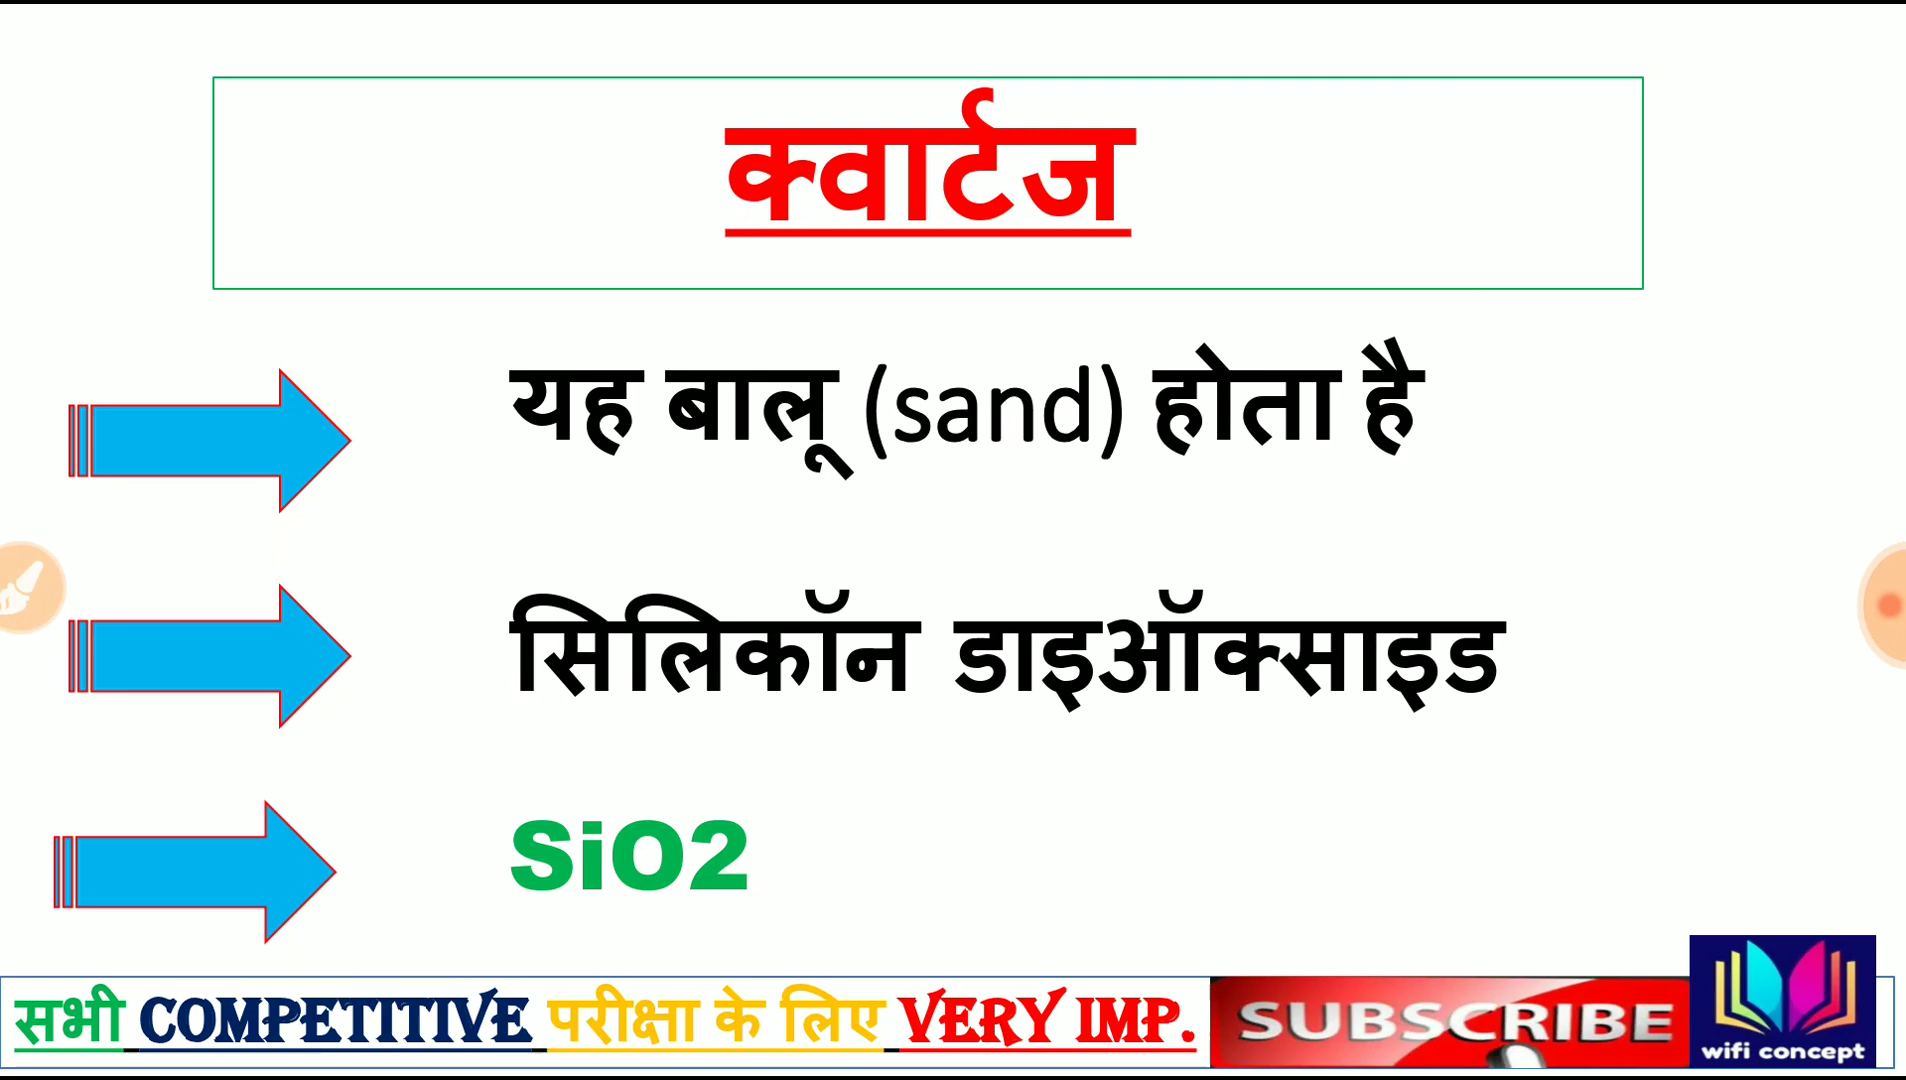 क्वार्टज
यह बालू (sand) होता है
सिलिकॉन डाइऑक्साइड
SiO2
सभी COMPETITIVE परीक्षा के लिए VERY IMP.
SUBSCRIBE
wifi concept